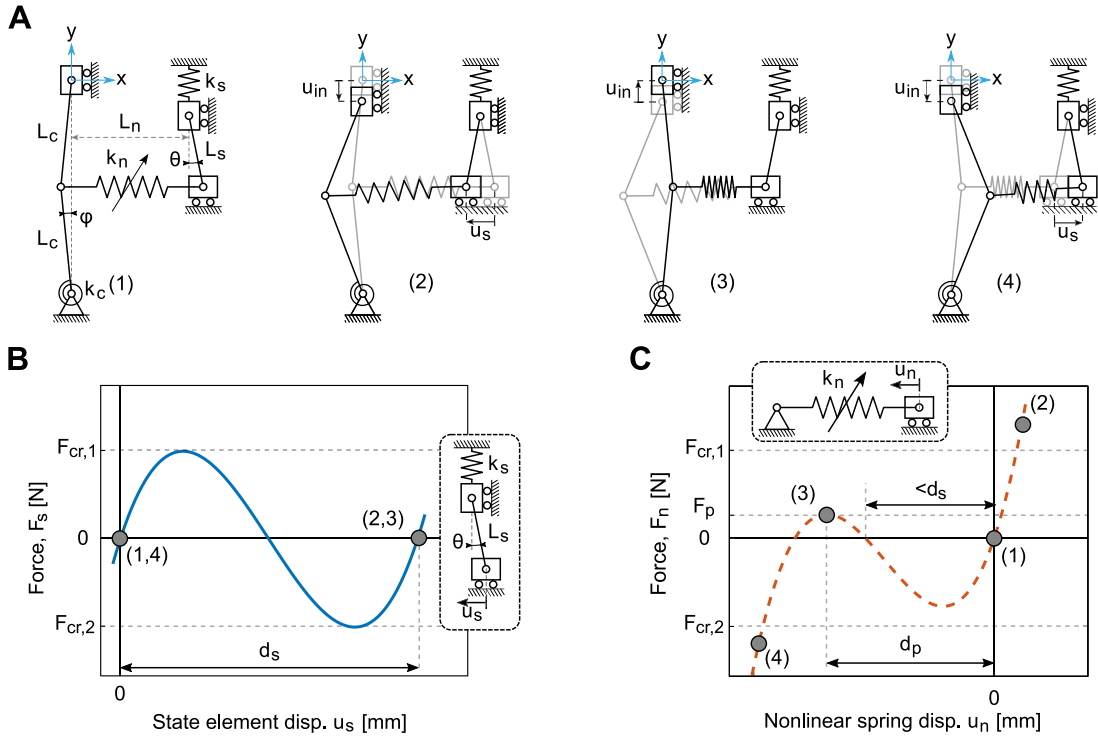 A
y
x
k_s
L_c
L_n
θ
L_s
k_n
φ
L_c
k_c
(1)
y
x
u_in
u_s
(2)
y
x
u_in
(3)
y
x
u_in
u_s
(4)
B
Force, F_s [N]
F_cr,1
0
F_cr,2
(1,4)
(2,3)
d_s
0
State element disp. u_s [mm]
k_s
L_s
θ
u_s
C
Force, F_n [N]
k_n
u_n
F_cr,1
F_p
0
F_cr,2
(2)
(3)
<d_s
(1)
(4)
d_p
0
Nonlinear spring disp. u_n [mm]